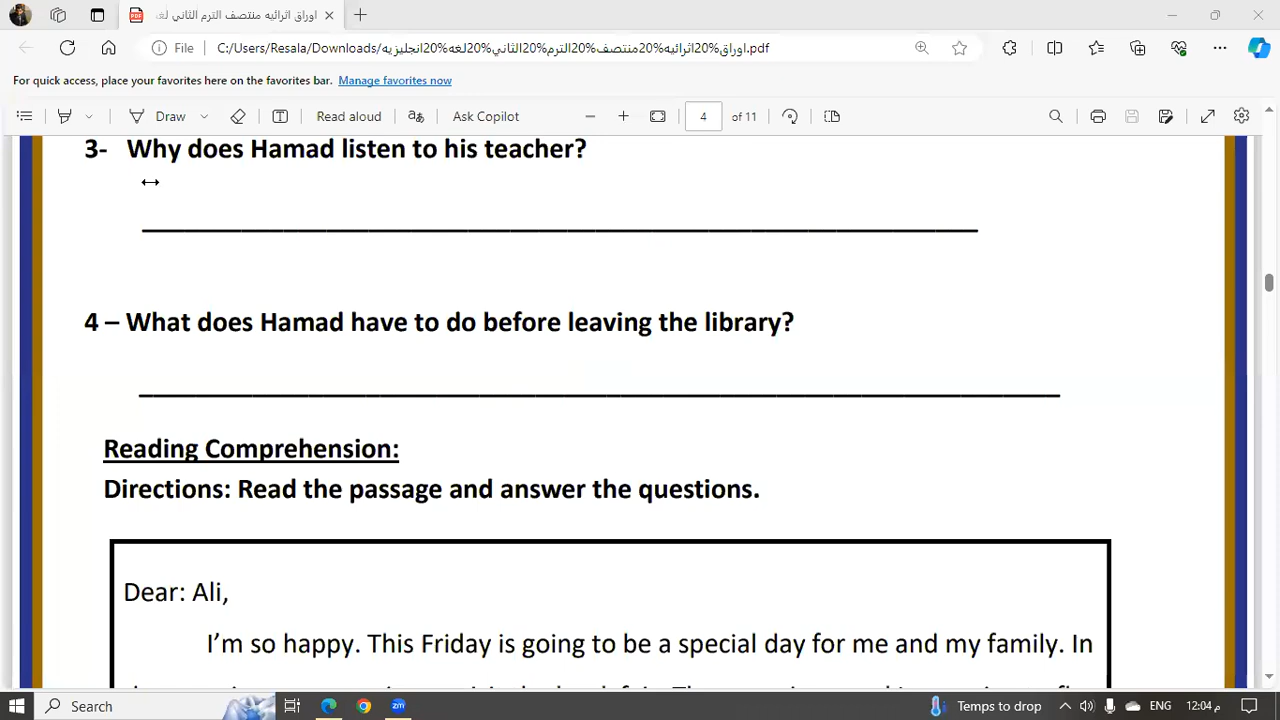 اوراق اثرائيه منتصف الترم الثاني لغ
File
C:/Users/Resala/Downloads/اوراق%20اثرائيه%20منتصف%20الترم%20الثاني%20لغه%20انجليزيه.pdf
For quick access, place your favorites here on the favorites bar. Manage favorites now
Draw
Read aloud
aあ
Ask Copilot
4 of 11
3- Why does Hamad listen to his teacher?
4 – What does Hamad have to do before leaving the library?
Reading Comprehension:
Directions: Read the passage and answer the questions.
Dear: Ali,
I’m so happy. This Friday is going to be a special day for me and my family. In
Search
zm
Temps to drop
ENG
12:04 م